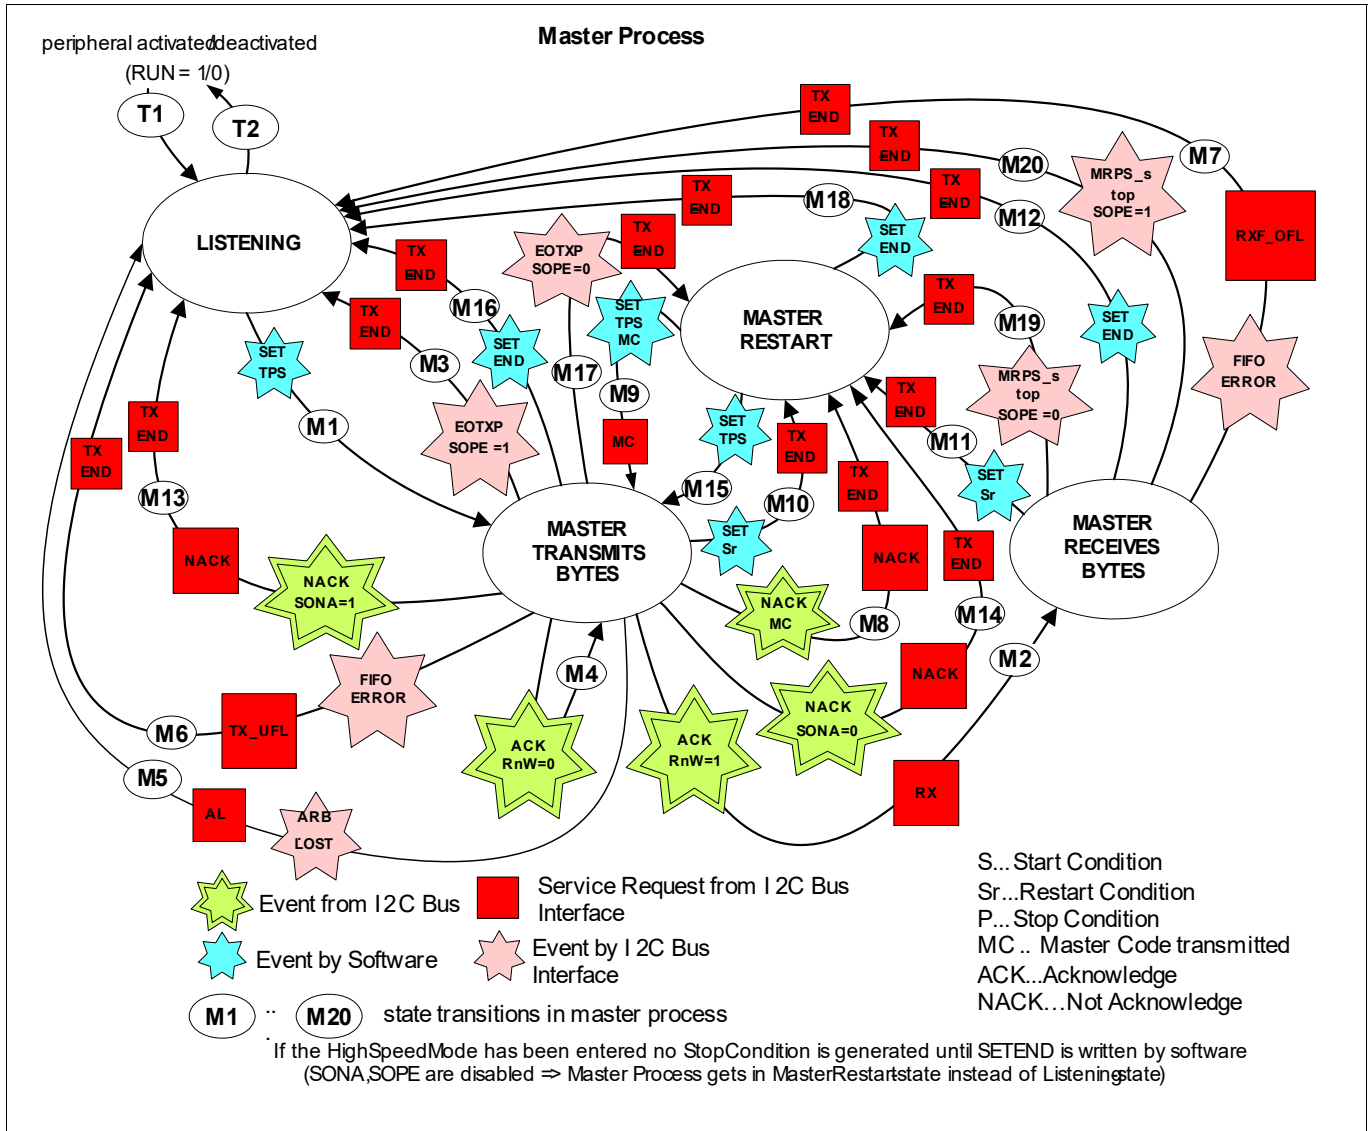 Master Process
peripheral activated/deactivated
(RUN = 1/0)
T1
T2
LISTENING
TX
END
TX
END
M7
M20
MRPS_s
top
SOPE=1
RXF_OFL
TX
END
M18
TX
END
M12
SET
END
EOTXP
SOPE=0
TX
END
TX
END
M16
SET
TPS
MC
MASTER
RESTART
TX
END
M19
SET
END
FIFO
ERROR
TX
END
M3
SET
END
M17
M9
SET
TPS
M1
EOTXP
SOPE =1
MC
SET
TPS
TX
END
TX
END
M11
MRPS_s
top
SOPE =0
TX
END
TX
END
M13
M15
M10
TX
END
SET
Sr
MASTER
TRANSMITS
BYTES
SET
Sr
MASTER
RECEIVES
BYTES
NACK
NACK
SONA=1
NACK
TX
END
NACK
MC
M8
M14
M4
M2
FIFO
ERROR
NACK
NACK
SONA=0
M6
TX_UFL
ACK
RnW=0
ACK
RnW=1
M5
AL
ARB
LOST
RX
Event from I2C Bus
Service Request from I2C Bus
Interface
Event by Software
Event by I2C Bus
Interface
M1
..
.
M20
state transitions in master process
S...Start Condition
Sr...Restart Condition
P...Stop Condition
MC.. Master Code transmitted
ACK...Acknowledge
NACK...Not Acknowledge
If the HighSpeedMode has been entered no StopCondition is generated until SETEND is written by software
(SONA,SOPE are disabled => Master Process gets in MasterRestart-state instead of Listening-state)